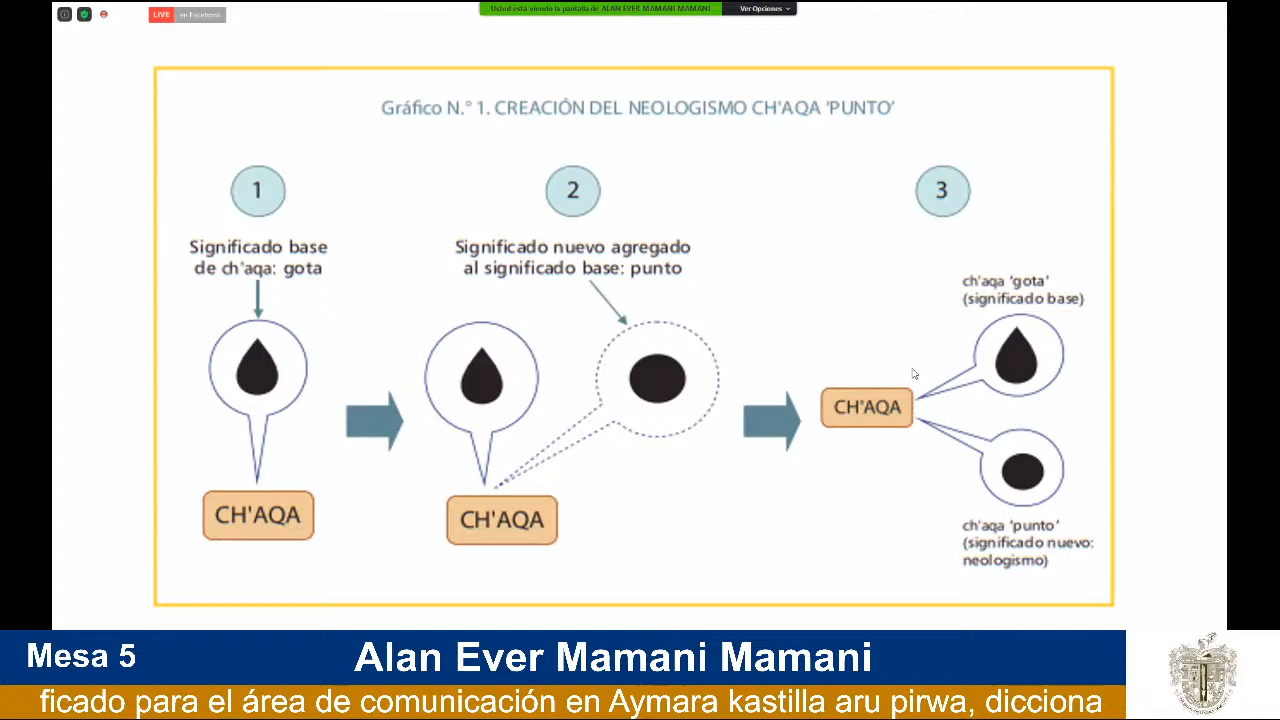 LIVE en Facebook
Usted está viendo la pantalla de ALAN EVER MAMANI MAMANI
Ver Opciones
Gráfico N.° 1. CREACIÓN DEL NEOLOGISMO CH'AQA 'PUNTO'
1
2
3
Significado base
de ch'aqa: gota
Significado nuevo agregado
al significado base: punto
ch'aqa 'gota'
(significado base)
CH'AQA
CH'AQA
CH'AQA
ch'aqa 'punto'
(significado nuevo:
neologismo)
Mesa 5
Alan Ever Mamani Mamani
ficado para el área de comunicación en Aymara kastilla aru pirwa, dicciona